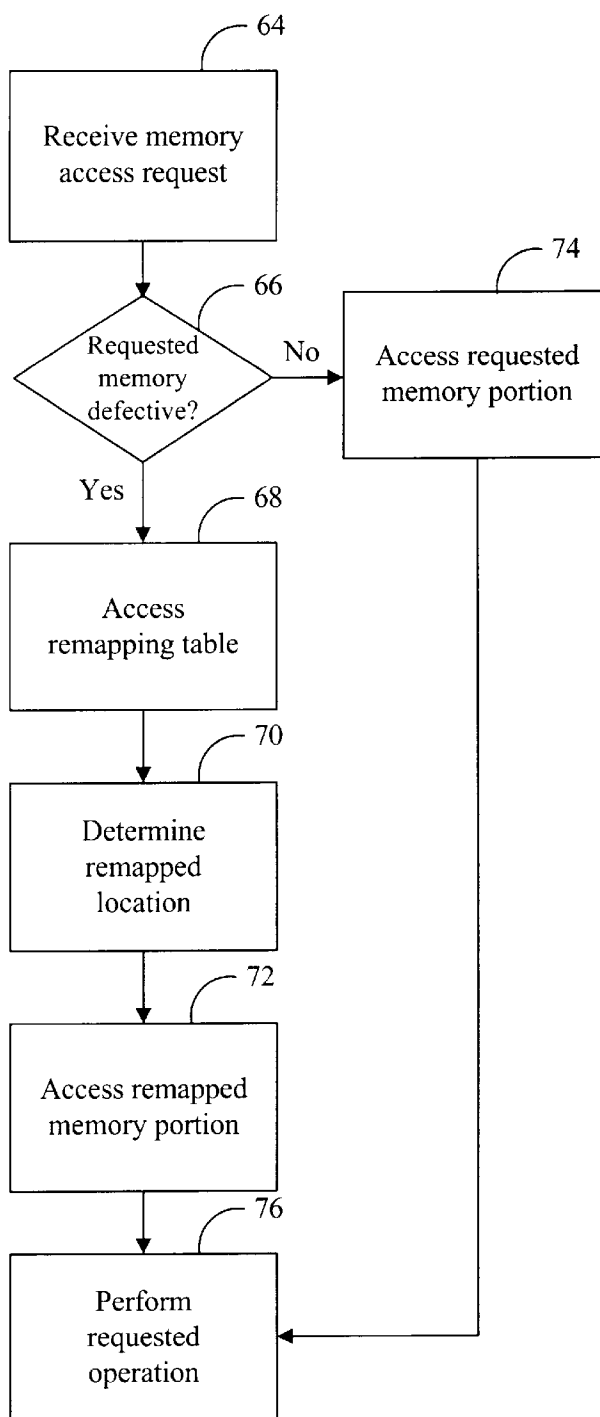 64
Receive memory
access request
66
Requested
memory
defective?
No
74
Access requested
memory portion
Yes
68
Access
remapping table
70
Determine
remapped
location
72
Access remapped
memory portion
76
Perform
requested
operation